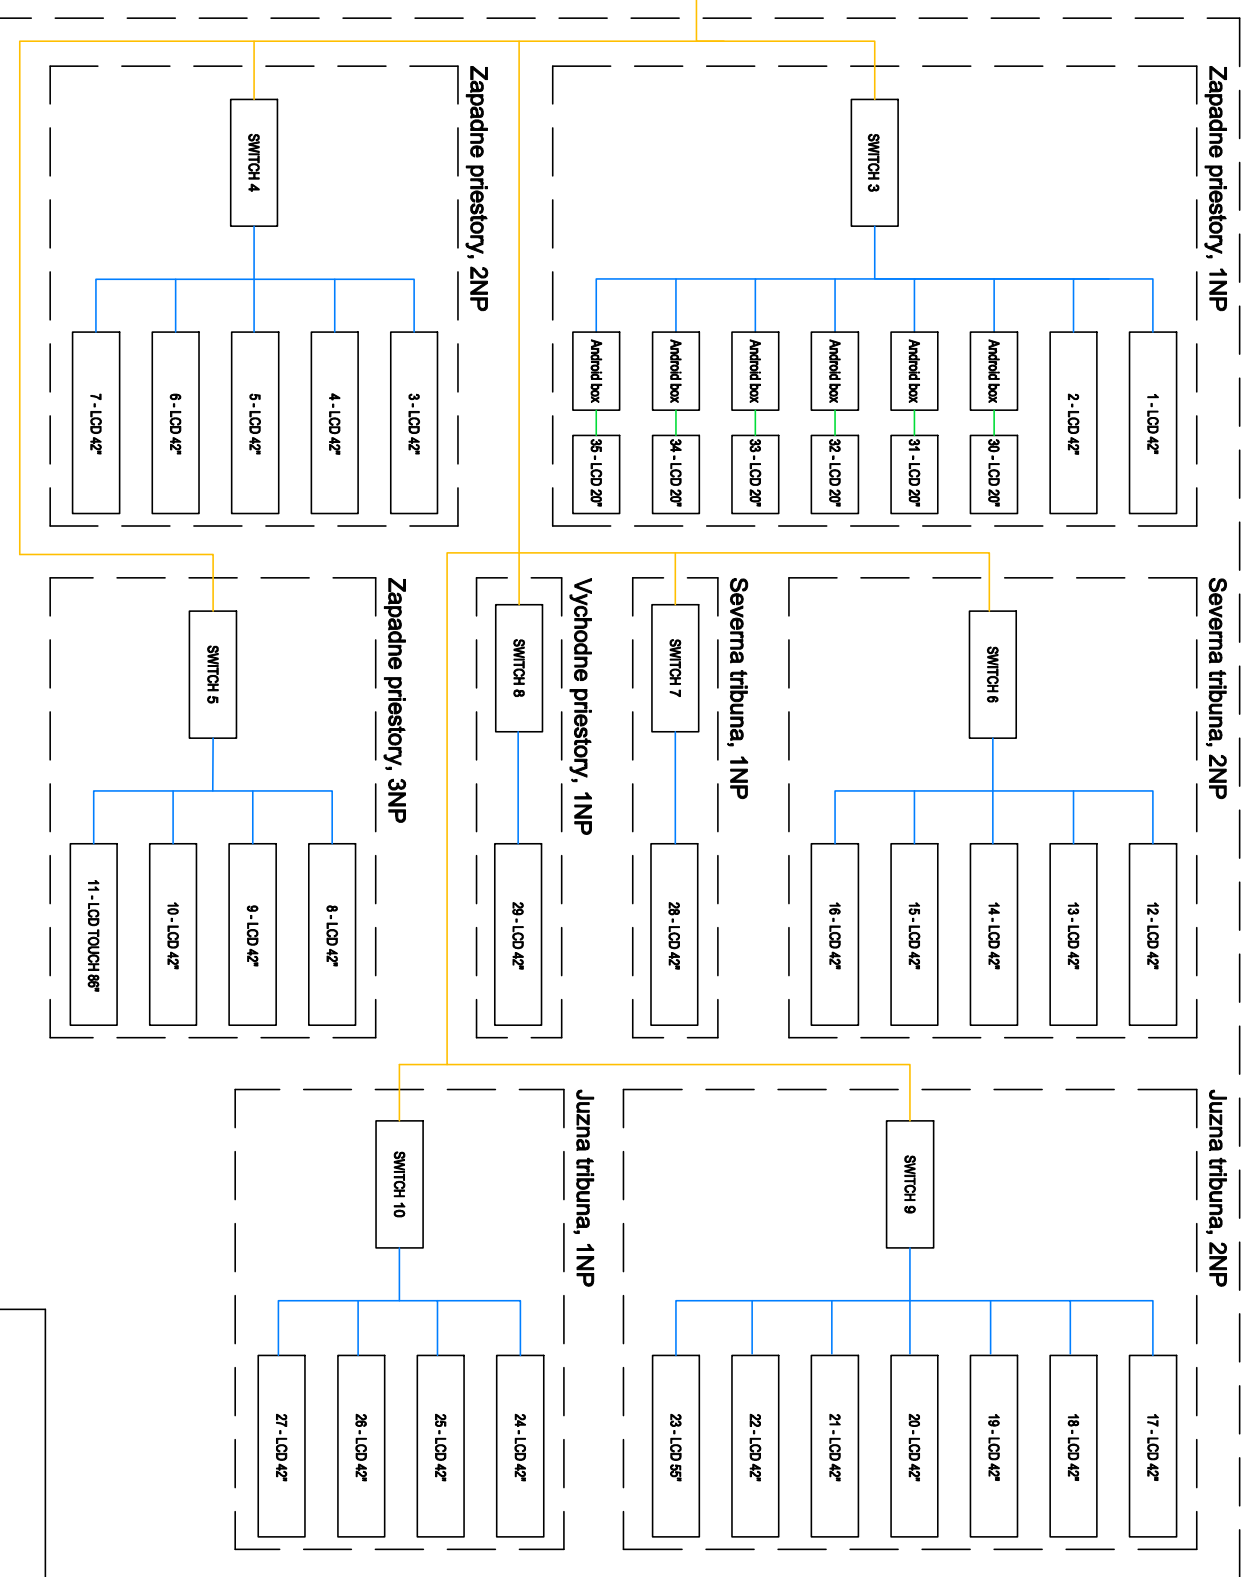 Zapadne priestory, 1NP
SWITCH 3
1 - LCD 42"
2 - LCD 42"
Android box
30 - LCD 20"
Android box
31 - LCD 20"
Android box
32 - LCD 20"
Android box
33 - LCD 20"
Android box
34 - LCD 20"
Android box
35 - LCD 20"
Zapadne priestory, 2NP
SWITCH 4
3 - LCD 42"
4 - LCD 42"
5 - LCD 42"
6 - LCD 42"
7 - LCD 42"
Severna tribuna, 2NP
SWITCH 6
12 - LCD 42"
13 - LCD 42"
14 - LCD 42"
15 - LCD 42"
16 - LCD 42"
Severna tribuna, 1NP
SWITCH 7
28 - LCD 42"
Vychodne priestory, 1NP
SWITCH 8
29 - LCD 42"
Zapadne priestory, 3NP
SWITCH 5
8 - LCD 42"
9 - LCD 42"
10 - LCD 42"
11 - LCD TOUCH 86"
Juzna tribuna, 2NP
SWITCH 9
17 - LCD 42"
18 - LCD 42"
19 - LCD 42"
20 - LCD 42"
21 - LCD 42"
22 - LCD 42"
23 - LCD 55"
Juzna tribuna, 1NP
SWITCH 10
24 - LCD 42"
25 - LCD 42"
26 - LCD 42"
27 - LCD 42"